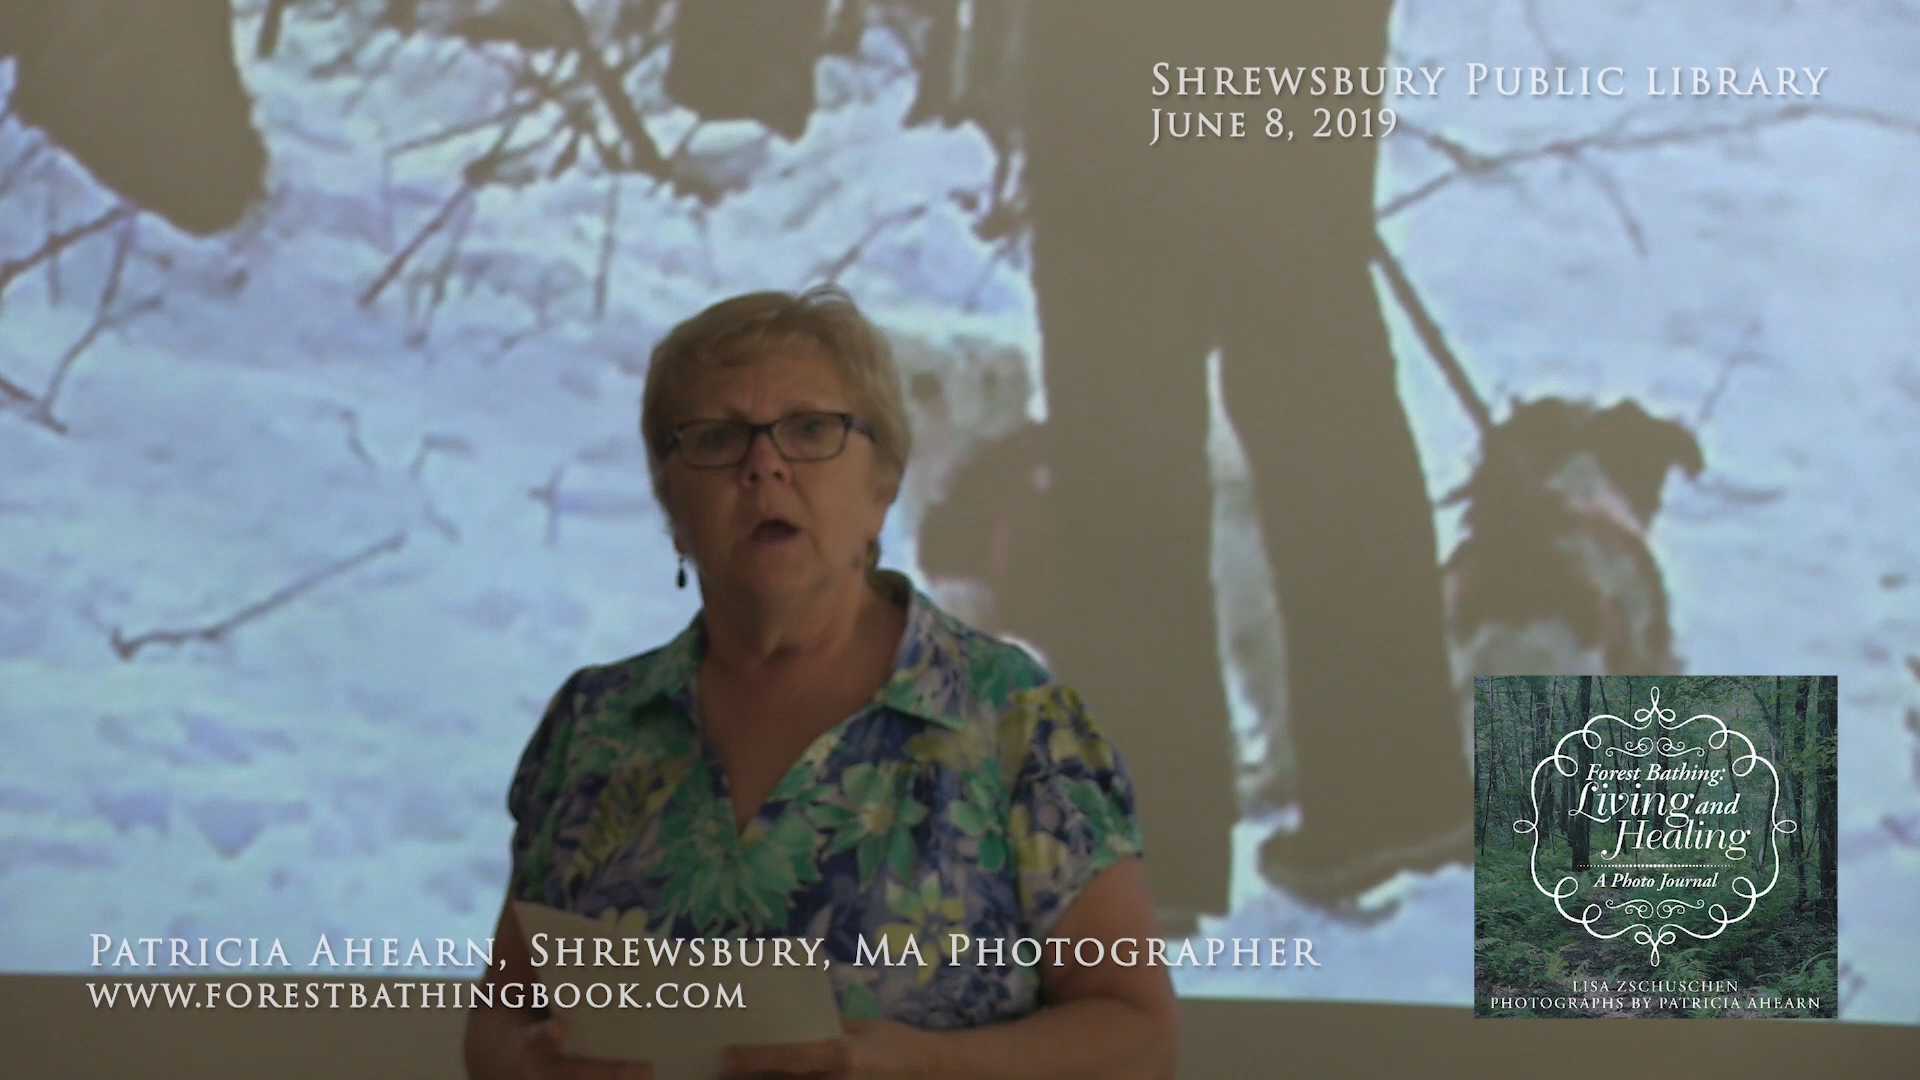 Shrewsbury Public library
June 8, 2019
Patricia Ahearn, Shrewsbury, MA Photographer
www.forestbathingbook.com
Forest Bathing:
Living and
Healing
A Photo Journal
LISA ZSCHUSCHEN
PHOTOGRAPHS BY PATRICIA AHEARN